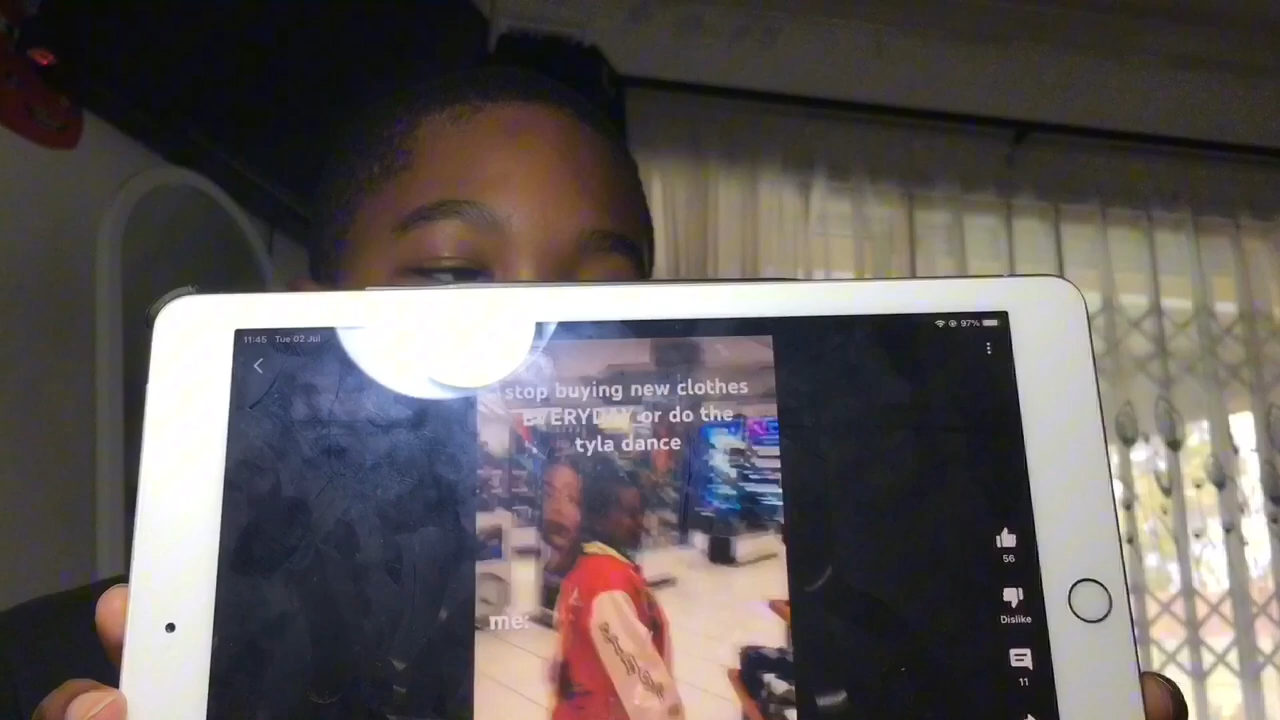 11:45 Tue 02 Jul
97%
stop buying new clothes
EVERYDAY or do the
tyla dance
me:
56
Dislike
11